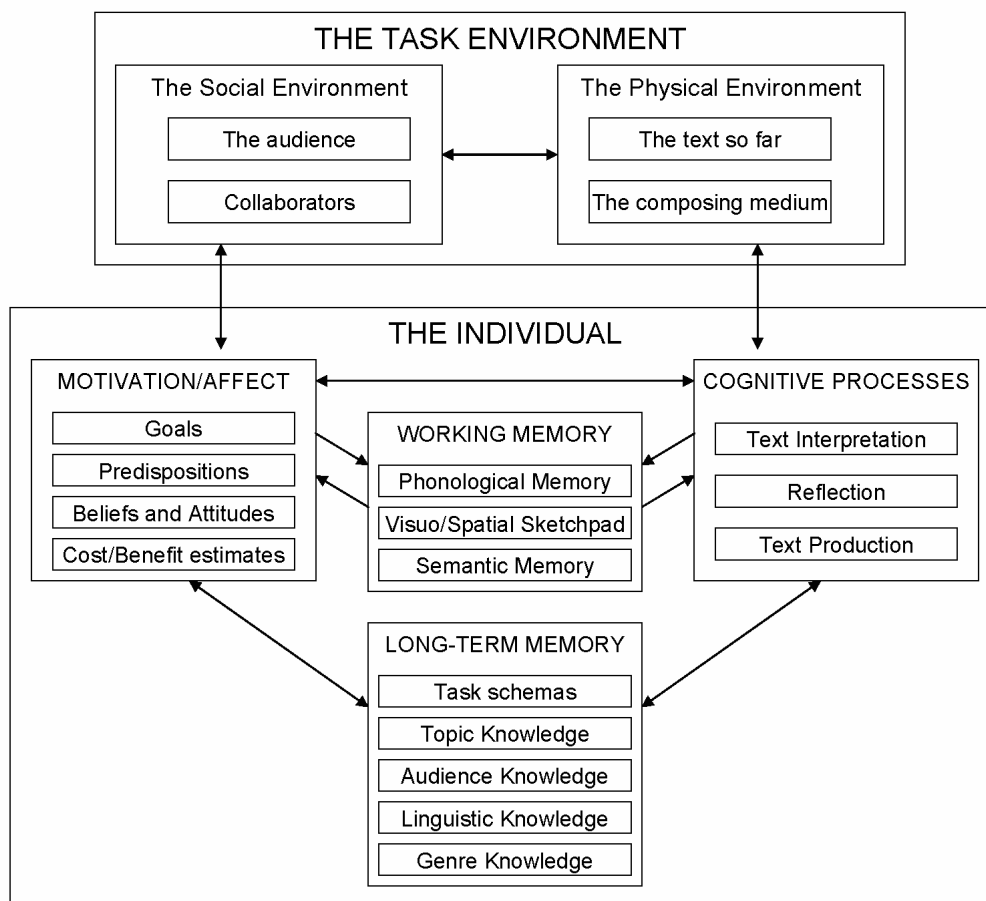 THE TASK ENVIRONMENT
The Social Environment
The audience
Collaborators
The Physical Environment
The text so far
The composing medium
THE INDIVIDUAL
MOTIVATION/AFFECT
Goals
Predispositions
Beliefs and Attitudes
Cost/Benefit estimates
WORKING MEMORY
Phonological Memory
Visuo/Spatial Sketchpad
Semantic Memory
COGNITIVE PROCESSES
Text Interpretation
Reflection
Text Production
LONG-TERM MEMORY
Task schemas
Topic Knowledge
Audience Knowledge
Linguistic Knowledge
Genre Knowledge